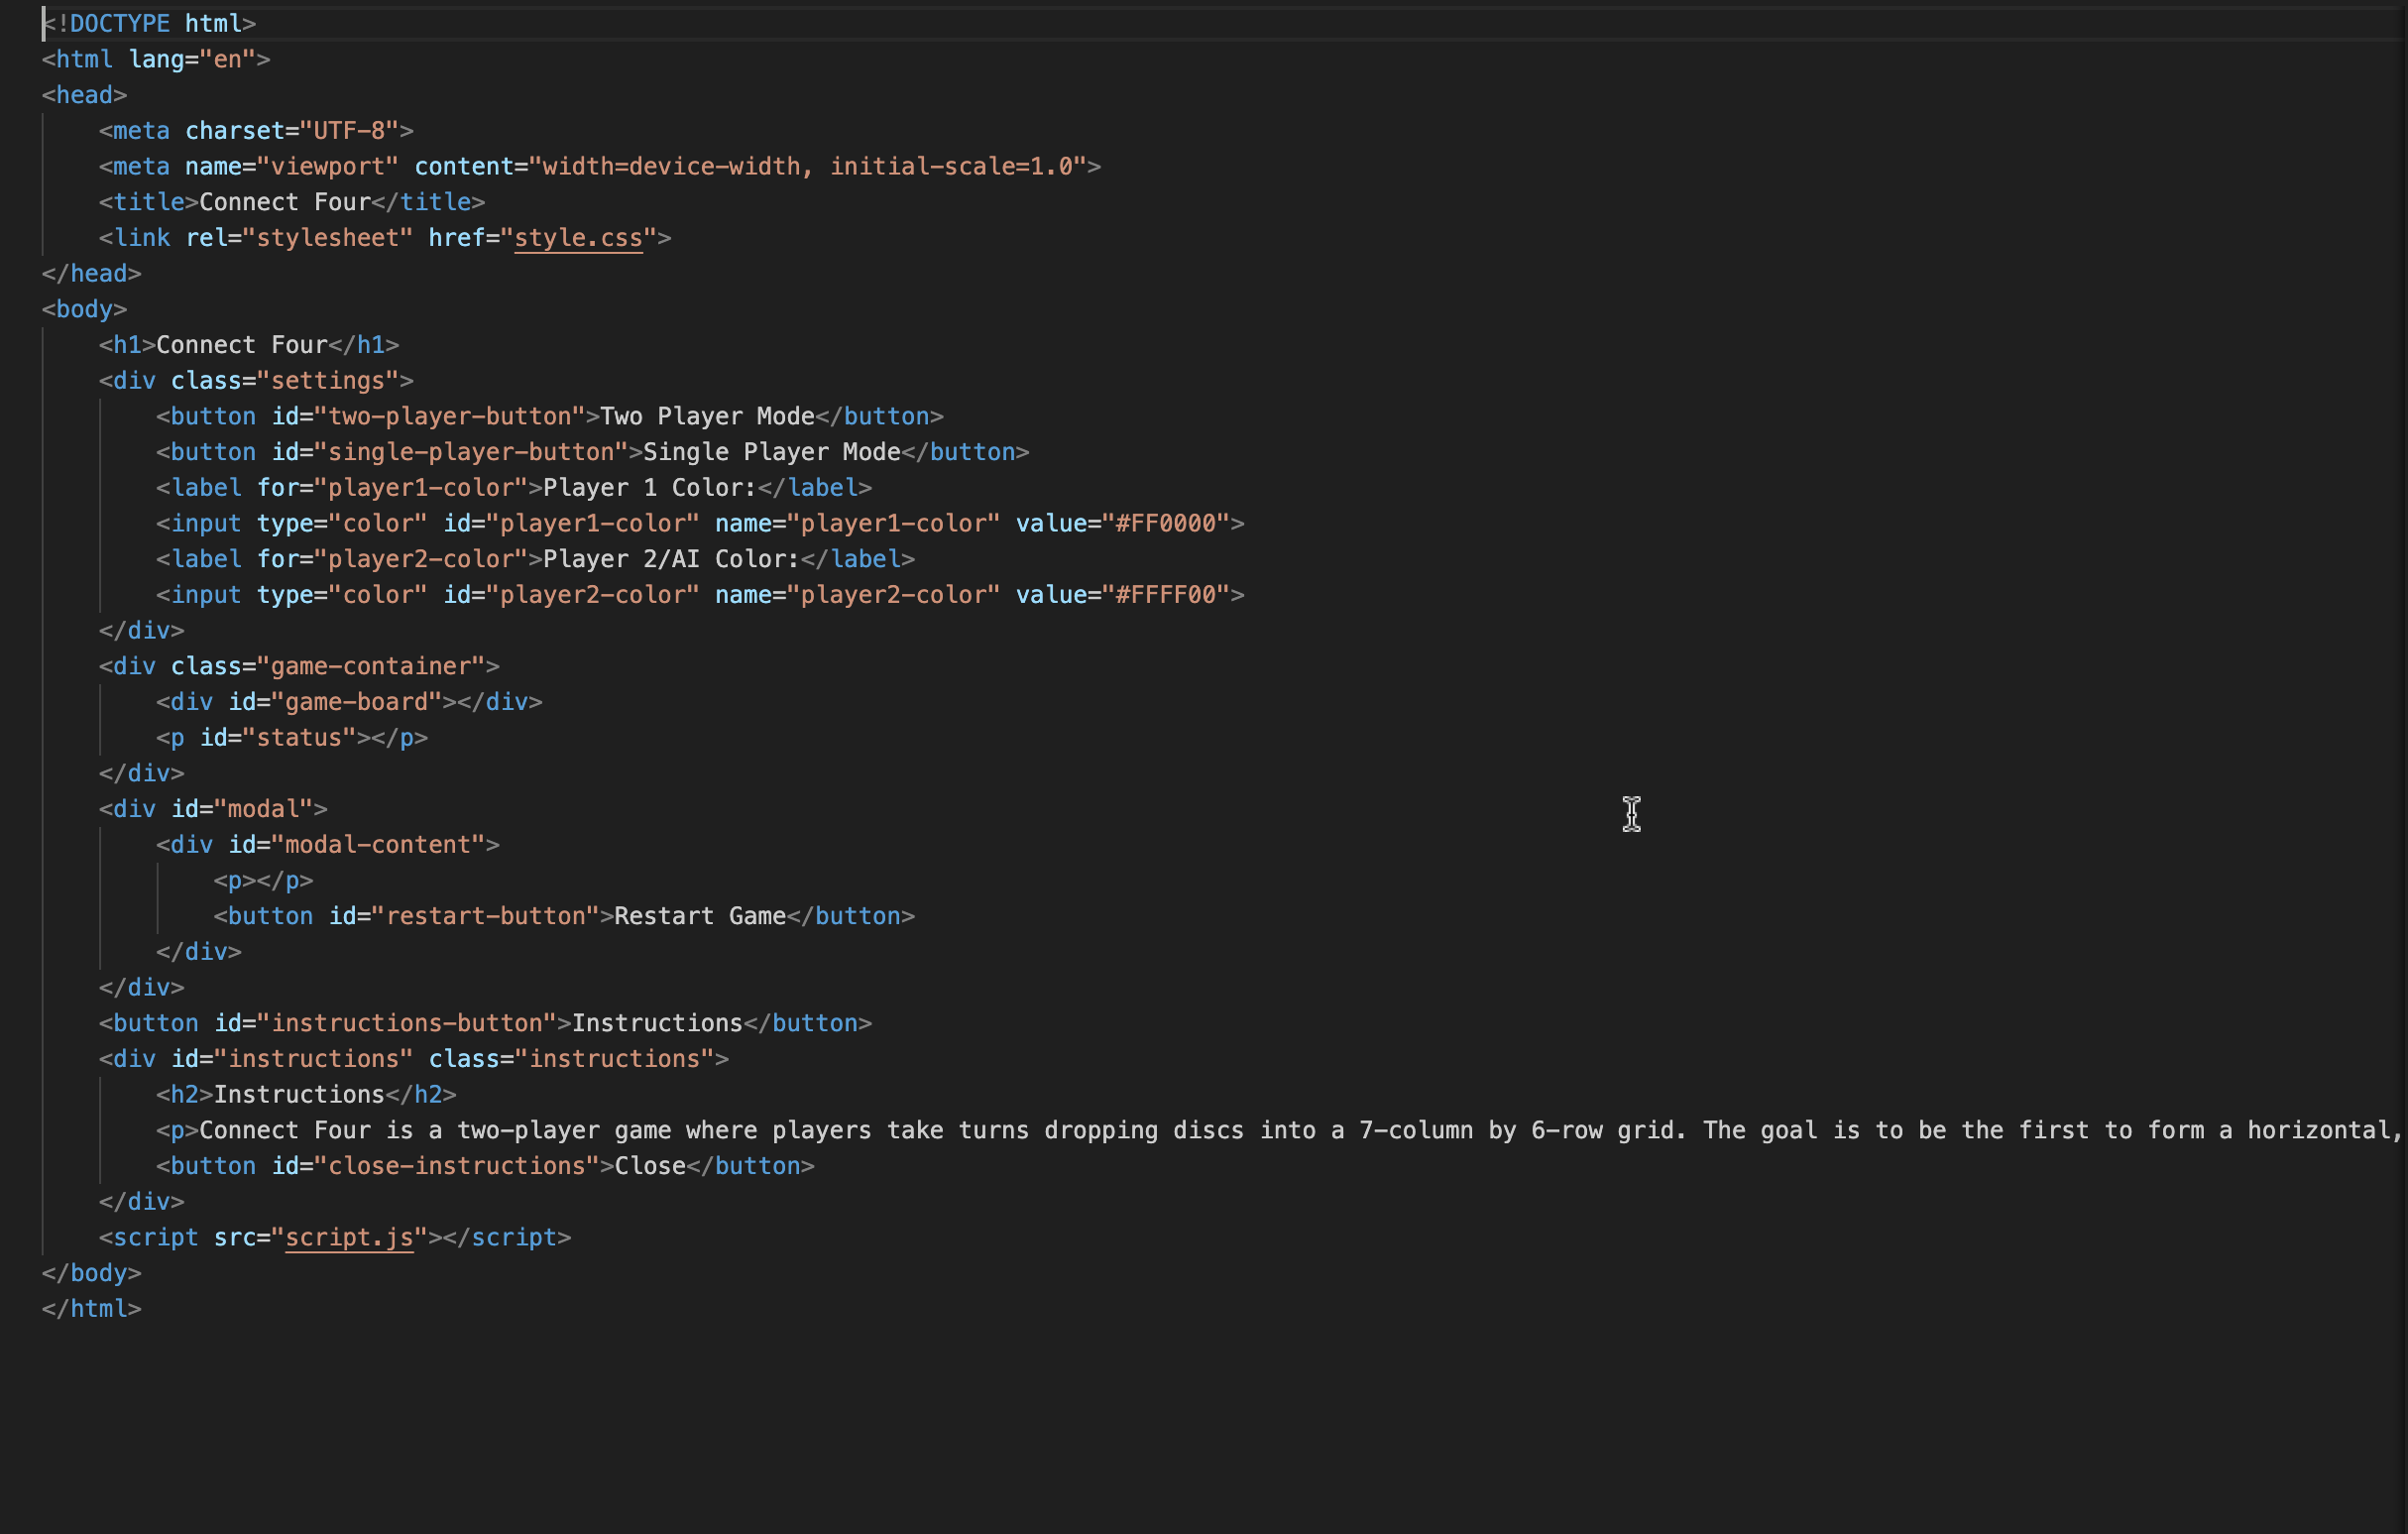 <!DOCTYPE html>
<html lang="en">
<head>
    <meta charset="UTF-8">
    <meta name="viewport" content="width=device-width, initial-scale=1.0">
    <title>Connect Four</title>
    <link rel="stylesheet" href="style.css">
</head>
<body>
    <h1>Connect Four</h1>
    <div class="settings">
        <button id="two-player-button">Two Player Mode</button>
        <button id="single-player-button">Single Player Mode</button>
        <label for="player1-color">Player 1 Color:</label>
        <input type="color" id="player1-color" name="player1-color" value="#FF0000">
        <label for="player2-color">Player 2/AI Color:</label>
        <input type="color" id="player2-color" name="player2-color" value="#FFFF00">
    </div>
    <div class="game-container">
        <div id="game-board"></div>
        <p id="status"></p>
    </div>
    <div id="modal">
        <div id="modal-content">
            <p></p>
            <button id="restart-button">Restart Game</button>
        </div>
    </div>
    <button id="instructions-button">Instructions</button>
    <div id="instructions" class="instructions">
        <h2>Instructions</h2>
        <p>Connect Four is a two-player game where players take turns dropping discs into a 7-column by 6-row grid. The goal is to be the first to form a horizontal,
        <button id="close-instructions">Close</button>
    </div>
    <script src="script.js"></script>
</body>
</html>